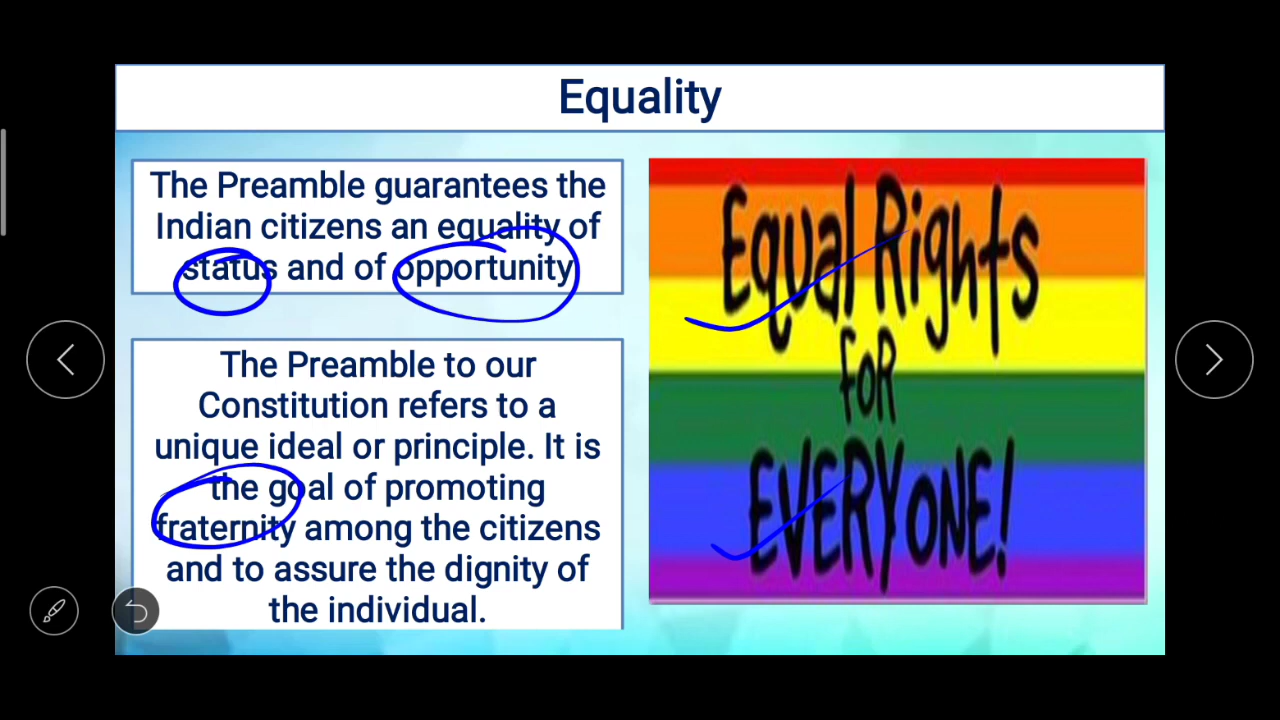 Equality
The Preamble guarantees the
Indian citizens an equality of
status and of opportunity
The Preamble to our
Constitution refers to a
unique ideal or principle. It is
the goal of promoting
fraternity among the citizens
and to assure the dignity of
the individual.
Equal Rights
FOR
EVERYONE!